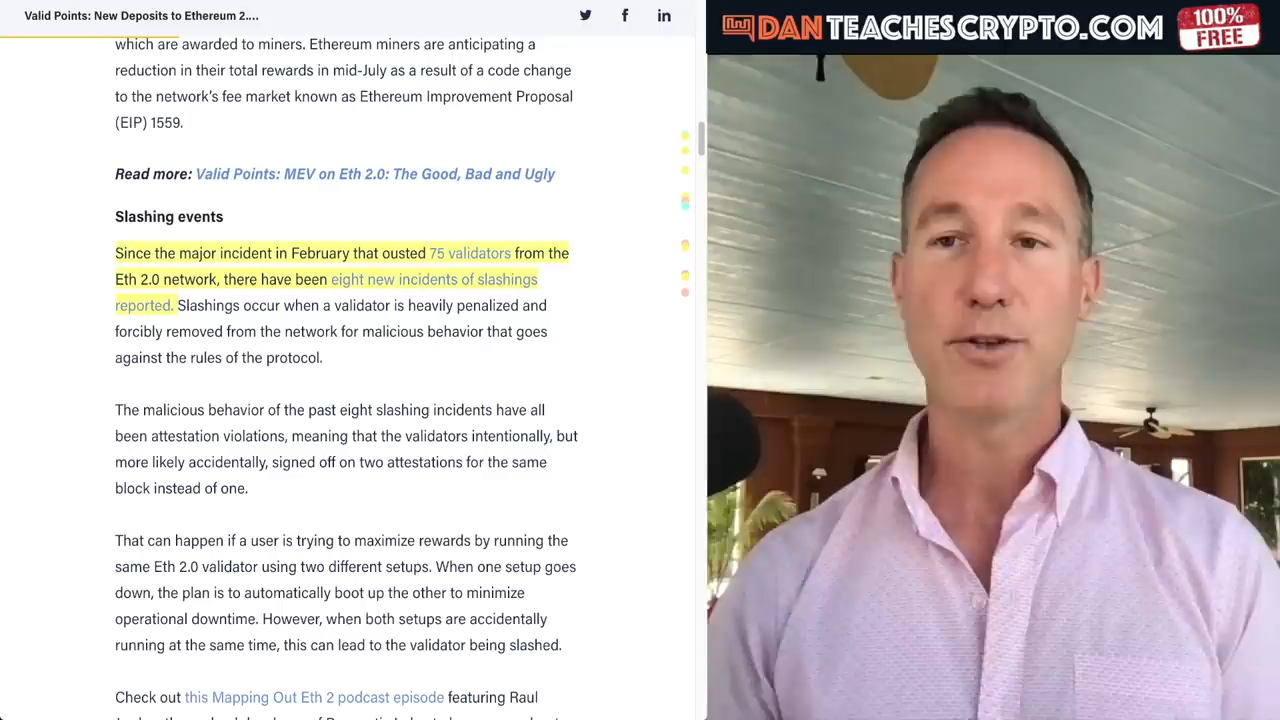 Valid Points: New Deposits to Ethereum 2....
DANTEACHESCRYPTO.COM
100%
FREE
which are awarded to miners. Ethereum miners are anticipating a
reduction in their total rewards in mid-July as a result of a code change
to the network's fee market known as Ethereum Improvement Proposal
(EIP) 1559.
Read more: Valid Points: MEV on Eth 2.0: The Good, Bad and Ugly
Slashing events
Since the major incident in February that ousted 75 validators from the
Eth 2.0 network, there have been eight new incidents of slashings
reported. Slashings occur when a validator is heavily penalized and
forcibly removed from the network for malicious behavior that goes
against the rules of the protocol.
The malicious behavior of the past eight slashing incidents have all
been attestation violations, meaning that the validators intentionally, but
more likely accidentally, signed off on two attestations for the same
block instead of one.
That can happen if a user is trying to maximize rewards by running the
same Eth 2.0 validator using two different setups. When one setup goes
down, the plan is to automatically boot up the other to minimize
operational downtime. However, when both setups are accidentally
running at the same time, this can lead to the validator being slashed.
Check out this Mapping Out Eth 2 podcast episode featuring Raul